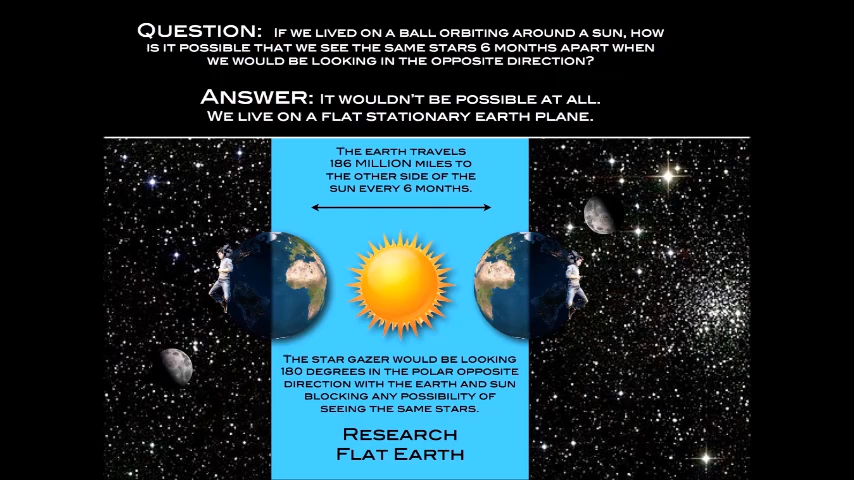 Question: If we lived on a ball orbiting around a sun, how
is it possible that we see the same stars 6 months apart when
we would be looking in the opposite direction?
Answer: It wouldn't be possible at all.
We live on a flat stationary earth plane.
The earth travels
186 million miles to
the other side of the
sun every 6 months.
The star gazer would be looking
180 degrees in the polar opposite
direction with the earth and sun
blocking any possibility of
seeing the same stars.
Research
Flat Earth